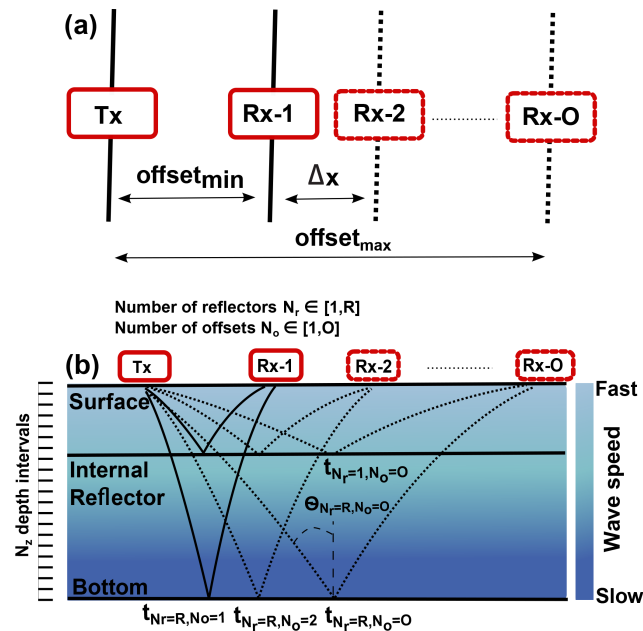 (a)
Tx Rx-1 Rx-2 Rx-O
offsetmin Δx
offsetmax
Number of reflectors Nr ∈ [1,R]
Number of offsets No ∈ [1,O]
(b) Tx Rx-1 Rx-2 Rx-O
Surface Fast
tNr=1,No=O
Internal
Reflector
ΘNr=R,No=O
Nz depth intervals
Wave speed
Bottom Slow
tNr=R,No=1 tNr=R,No=2 tNr=R,No=O